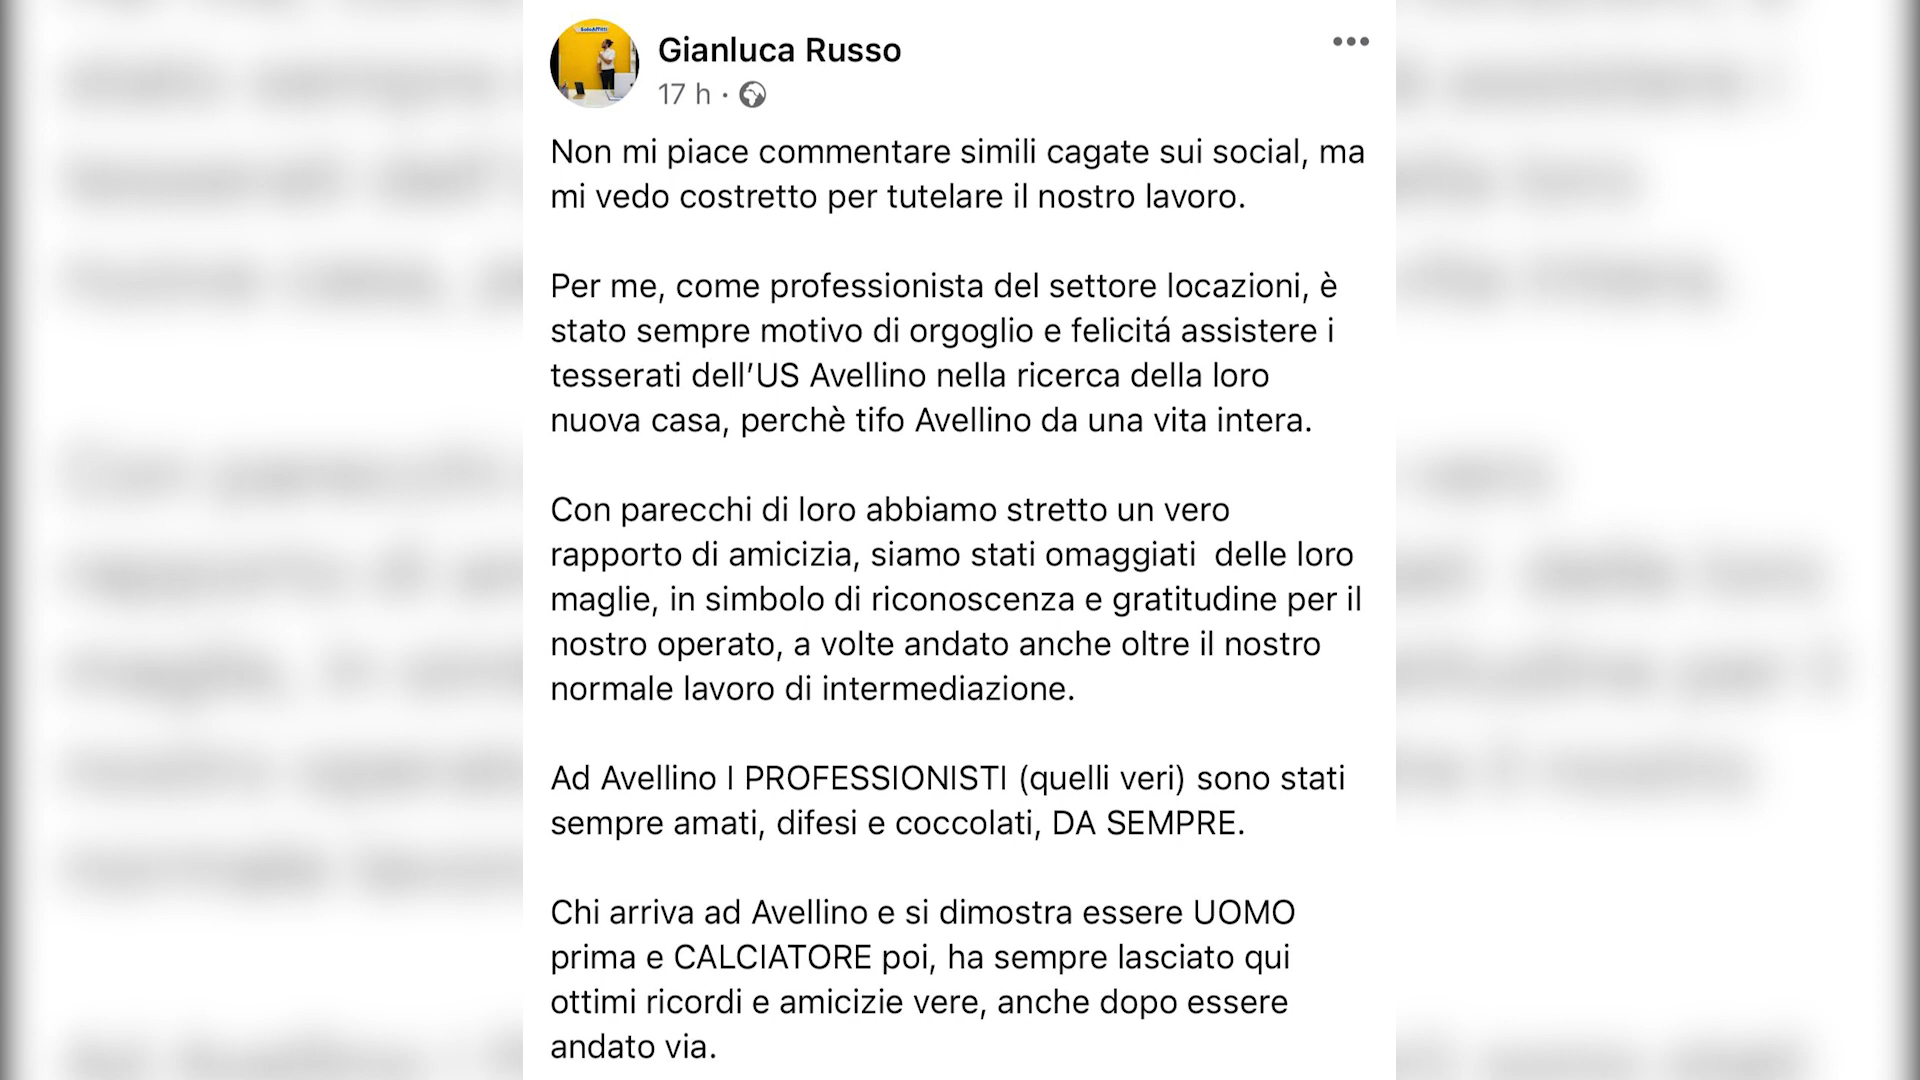 SoloAffitti
Gianluca Russo
17 h ·
Non mi piace commentare simili cagate sui social, ma
mi vedo costretto per tutelare il nostro lavoro.
Per me, come professionista del settore locazioni, è
stato sempre motivo di orgoglio e felicitá assistere i
tesserati dell’US Avellino nella ricerca della loro
nuova casa, perchè tifo Avellino da una vita intera.
Con parecchi di loro abbiamo stretto un vero
rapporto di amicizia, siamo stati omaggiati  delle loro
maglie, in simbolo di riconoscenza e gratitudine per il
nostro operato, a volte andato anche oltre il nostro
normale lavoro di intermediazione.
Ad Avellino I PROFESSIONISTI (quelli veri) sono stati
sempre amati, difesi e coccolati, DA SEMPRE.
Chi arriva ad Avellino e si dimostra essere UOMO
prima e CALCIATORE poi, ha sempre lasciato qui
ottimi ricordi e amicizie vere, anche dopo essere
andato via.